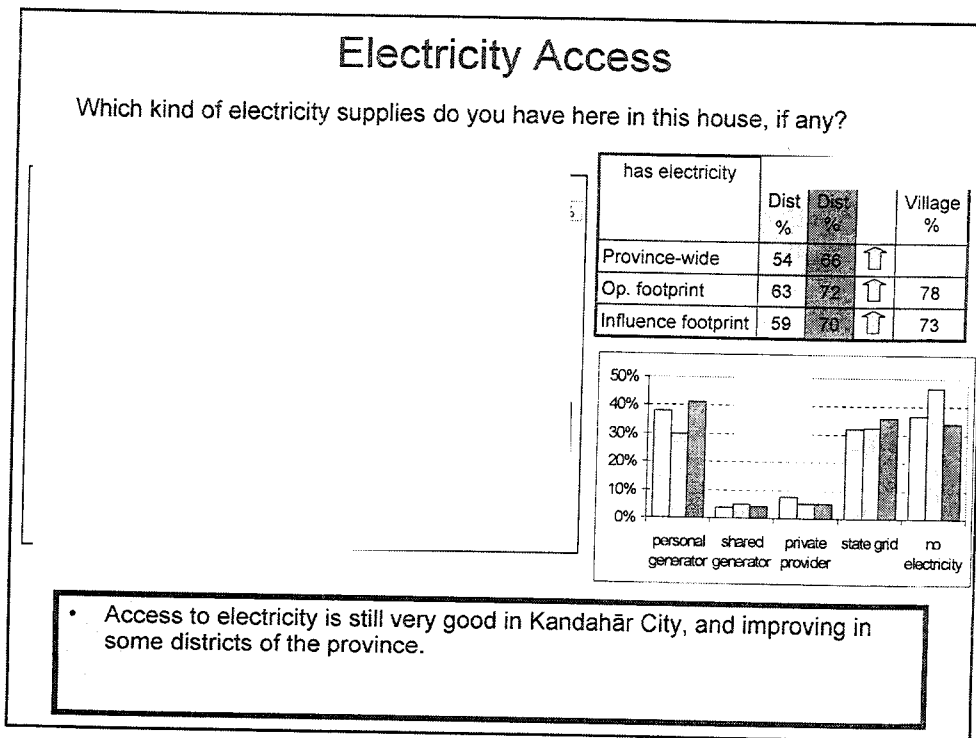 Electricity Access
Which kind of electricity supplies do you have here in this house, if any?
has electricity
Dist % Dist % Village %
Province-wide 54 66
Op. footprint 63 72 78
Influence footprint 59 70 73
50%
40%
30%
20%
10%
0%
personal generator
shared generator
private provider
state grid
no electricity
• Access to electricity is still very good in Kandahār City, and improving in
some districts of the province.